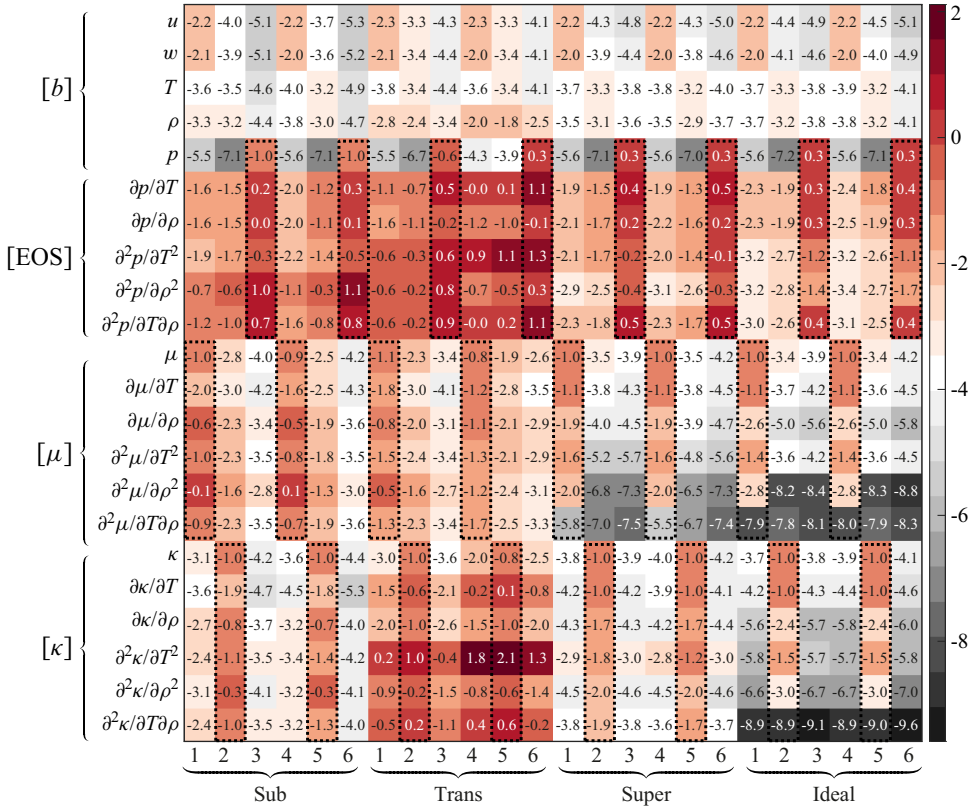 u -2.2 -4.0 -5.1 -2.2 -3.7 -5.3 -2.3 -3.3 -4.3 -2.3 -3.3 -4.1 -2.2 -4.3 -4.8 -2.2 -4.3 -5.0 -2.2 -4.4 -4.9 -2.2 -4.5 -5.1
w -2.1 -3.9 -5.1 -2.0 -3.6 -5.2 -2.1 -3.4 -4.4 -2.0 -3.4 -4.1 -2.0 -3.9 -4.4 -2.0 -3.8 -4.6 -2.0 -4.1 -4.6 -2.0 -4.0 -4.9
[b]
T -3.6 -3.5 -4.6 -4.0 -3.2 -4.9 -3.8 -3.4 -4.4 -3.6 -3.4 -4.1 -3.7 -3.3 -3.8 -3.8 -3.2 -4.0 -3.7 -3.3 -3.8 -3.9 -3.2 -4.1
ρ -3.3 -3.2 -4.4 -3.8 -3.0 -4.7 -2.8 -2.4 -3.4 -2.0 -1.8 -2.5 -3.5 -3.1 -3.6 -3.5 -2.9 -3.7 -3.7 -3.2 -3.8 -3.8 -3.2 -4.1
p -5.5 -7.1 -1.0 -5.6 -7.1 -1.0 -5.5 -6.7 -0.6 -4.3 -3.9 0.3 -5.6 -7.1 0.3 -5.6 -7.0 0.3 -5.6 -7.2 0.3 -5.6 -7.1 0.3
∂p/∂T -1.6 -1.5 0.2 -2.0 -1.2 0.3 -1.1 -0.7 0.5 -0.0 0.1 1.1 -1.9 -1.5 0.4 -1.9 -1.3 0.5 -2.3 -1.9 0.3 -2.4 -1.8 0.4
∂p/∂ρ -1.6 -1.5 0.0 -2.0 -1.1 0.1 -1.6 -1.1 -0.2 -1.2 -1.0 -0.1 -2.1 -1.7 0.2 -2.2 -1.6 0.2 -2.3 -1.9 0.3 -2.5 -1.9 0.3
[EOS]
∂²p/∂T² -1.9 -1.7 -0.3 -2.2 -1.4 -0.5 -0.6 -0.3 0.6 0.9 1.1 1.3 -2.1 -1.7 -0.2 -2.0 -1.4 -0.1 -3.2 -2.7 -1.2 -3.2 -2.6 -1.1
∂²p/∂ρ² -0.7 -0.6 1.0 -1.1 -0.3 1.1 -0.6 -0.2 0.8 -0.7 -0.5 0.3 -2.9 -2.5 -0.4 -3.1 -2.6 -0.3 -3.2 -2.8 -1.4 -3.4 -2.7 -1.7
∂²p/∂T∂ρ -1.2 -1.0 0.7 -1.6 -0.8 0.8 -0.6 -0.2 0.9 -0.0 0.2 1.1 -2.3 -1.8 0.5 -2.3 -1.7 0.5 -3.0 -2.6 0.4 -3.1 -2.5 0.4
μ -1.0 -2.8 -4.0 -0.9 -2.5 -4.2 -1.1 -2.3 -3.4 -0.8 -1.9 -2.6 -1.0 -3.5 -3.9 -1.0 -3.5 -4.2 -1.0 -3.4 -3.9 -1.0 -3.4 -4.2
∂μ/∂T -2.0 -3.0 -4.2 -1.6 -2.5 -4.3 -1.8 -3.0 -4.1 -1.2 -2.8 -3.5 -1.1 -3.8 -4.3 -1.1 -3.8 -4.5 -1.1 -3.7 -4.2 -1.1 -3.6 -4.5
∂μ/∂ρ -0.6 -2.3 -3.4 -0.5 -1.9 -3.6 -0.8 -2.0 -3.1 -1.1 -2.1 -2.9 -1.9 -4.0 -4.5 -1.9 -3.9 -4.7 -2.6 -5.0 -5.6 -2.6 -5.0 -5.8
[μ]
∂²μ/∂T² -1.0 -2.3 -3.5 -0.8 -1.8 -3.5 -1.5 -2.4 -3.4 -1.3 -2.1 -2.9 -1.6 -5.2 -5.7 -1.6 -4.8 -5.6 -1.4 -3.6 -4.2 -1.4 -3.6 -4.5
∂²μ/∂ρ² -0.1 -1.6 -2.8 0.1 -1.3 -3.0 -0.5 -1.6 -2.7 -1.2 -2.4 -3.1 -2.0 -6.8 -7.3 -2.0 -6.5 -7.3 -2.8 -8.2 -8.4 -2.8 -8.3 -8.8
∂²μ/∂T∂ρ -0.9 -2.3 -3.5 -0.7 -1.9 -3.6 -1.3 -2.3 -3.4 -1.7 -2.5 -3.3 -5.8 -7.0 -7.5 -5.5 -6.7 -7.4 -7.9 -7.8 -8.1 -8.0 -7.9 -8.3
κ -3.1 -1.0 -4.2 -3.6 -1.0 -4.4 -3.0 -1.0 -3.6 -2.0 -0.8 -2.5 -3.8 -1.0 -3.9 -4.0 -1.0 -4.2 -3.7 -1.0 -3.8 -3.9 -1.0 -4.1
∂κ/∂T -3.6 -1.9 -4.7 -4.5 -1.8 -5.3 -1.5 -0.6 -2.1 -0.2 0.1 -0.8 -4.2 -1.0 -4.2 -3.9 -1.0 -4.1 -4.2 -1.0 -4.3 -4.4 -1.0 -4.6
∂κ/∂ρ -2.7 -0.8 -3.7 -3.2 -0.7 -4.0 -2.0 -1.0 -2.6 -1.5 -1.0 -2.0 -4.3 -1.7 -4.3 -4.2 -1.7 -4.4 -5.6 -2.4 -5.7 -5.8 -2.4 -6.0
[κ]
∂²κ/∂T² -2.4 -1.1 -3.5 -3.4 -1.4 -4.2 0.2 1.0 -0.4 1.8 2.1 1.3 -2.9 -1.8 -3.0 -2.8 -1.2 -3.0 -5.8 -1.5 -5.7 -5.7 -1.5 -5.8
∂²κ/∂ρ² -3.1 -0.3 -4.1 -3.2 -0.3 -4.1 -0.9 -0.2 -1.5 -0.8 -0.6 -1.4 -4.5 -2.0 -4.6 -4.5 -2.0 -4.6 -6.6 -3.0 -6.7 -6.7 -3.0 -7.0
∂²κ/∂T∂ρ -2.4 -1.0 -3.5 -3.2 -1.3 -4.0 -0.5 0.2 -1.1 0.4 0.6 -0.2 -3.8 -1.9 -3.8 -3.6 -1.7 -3.7 -8.9 -8.9 -9.1 -8.9 -9.0 -9.6
1 2 3 4 5 6 1 2 3 4 5 6 1 2 3 4 5 6 1 2 3 4 5 6
Sub Trans Super Ideal
2
0
-2
-4
-6
-8